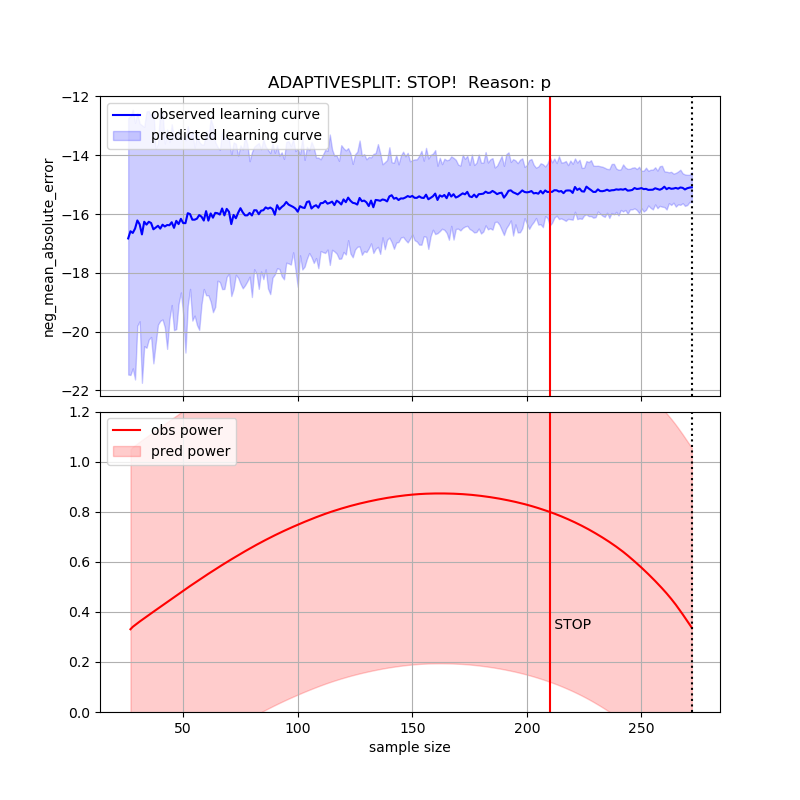 ADAPTIVESPLIT: STOP!  Reason: p
observed learning curve
predicted learning curve
neg_mean_absolute_error
−12
−14
−16
−18
−20
−22
obs power
pred power
1.2
1.0
0.8
0.6
0.4
0.2
0.0
STOP
50 100 150 200 250
sample size